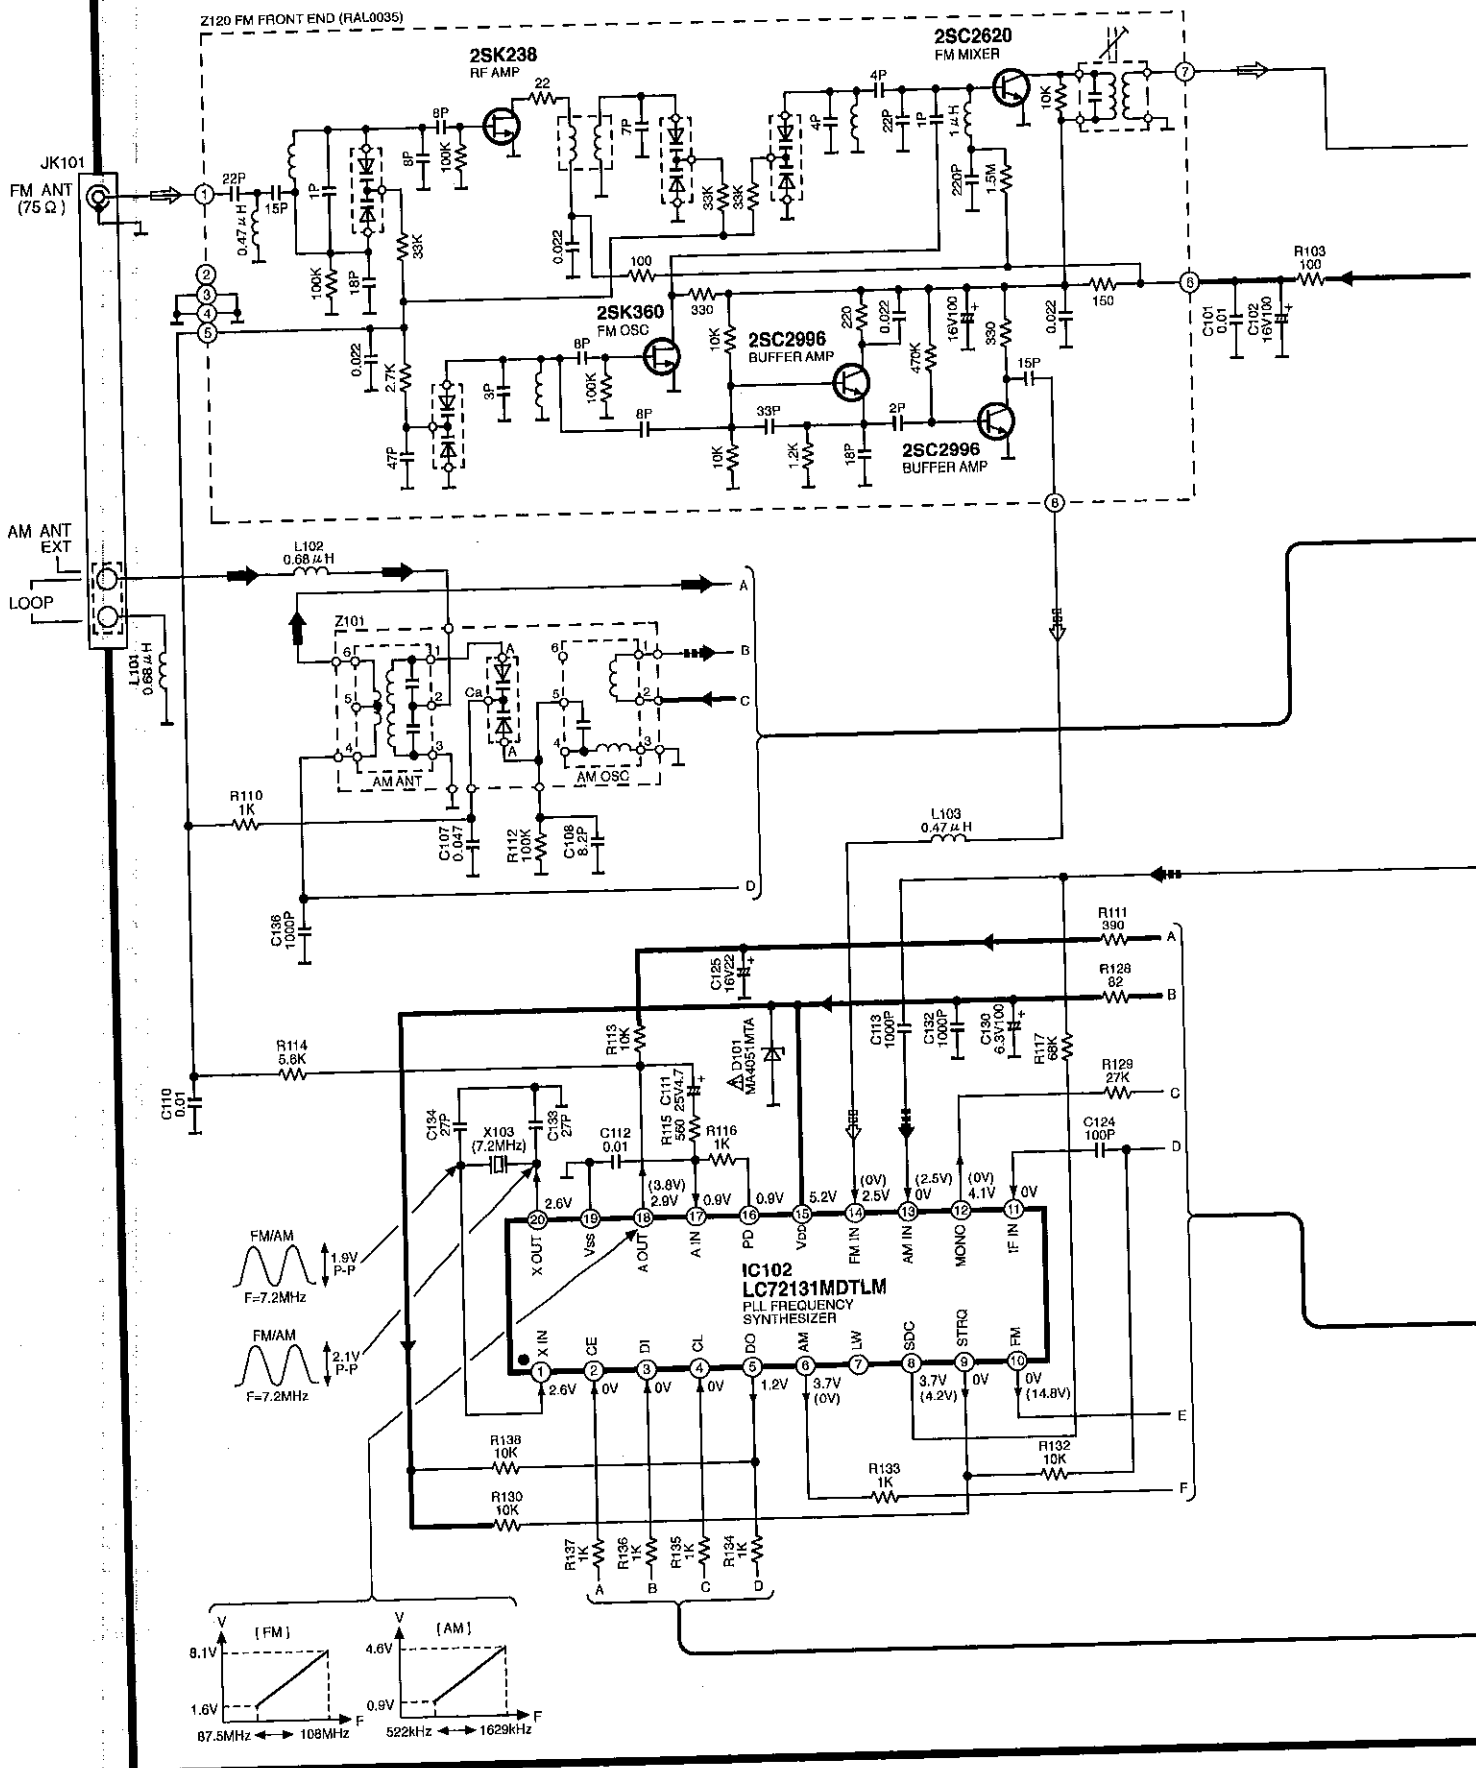 Z120 FM FRONT END (RAL0035)
2SK238
RF AMP
2SC2620
FM MIXER
22
8P
8P
100K
7P
4P
4P
22P
1P
1μH
10K
7
JK101
FM ANT
(75Ω)
1
22P
0.47μH
15P
1P
100K
18P
33K
33K
33K
220P
1.5M
0.022
100
2
3
4
5
2SK360
FM OSC
330
150
6
R103
100
C101
0.01
C102
16V100
0.022
2.7K
47P
3P
8P
100K
8P
10K
10K
33P
2SC2996
BUFFER AMP
220
0.022
470K
16V100
330
0.022
15P
1.2K
18P
2P
2SC2996
BUFFER AMP
8
AM ANT
EXT
LOOP
L102
0.68μH
L101
0.68μH
A
Z101
6
5
4
1
2
3
AM ANT
Ca
A
A
6
5
4
1
2
3
AM OSC
B
C
R110
1K
C107
0.047
R112
100K
C108
8.2P
D
C136
1000P
L103
0.47μH
R111
390
A
R128
82
B
C125
16V22
D101
MA4051MTA
C113
1000P
C132
1000P
C130
6.3V100
R117
68K
R129
27K
C
C124
100P
D
R113
10K
R114
5.6K
C110
0.01
C134
27P
C133
27P
X103
(7.2MHz)
C111
25V4.7
R115
560
R116
1K
C112
0.01
2.6V
(3.8V)
2.9V
0.9V
0.9V
5.2V
(0V)
2.5V
(2.5V)
0V
(0V)
4.1V
0V
20
19
18
17
16
15
14
13
12
11
X OUT
Vss
A OUT
A IN
PD
VDD
FM IN
AM IN
MONO
IF IN
IC102
LC72131MDTLM
PLL FREQUENCY
SYNTHESIZER
X IN
CE
DI
CL
DO
AM
LW
SDC
STRQ
FM
1
2
3
4
5
6
7
8
9
10
2.6V
0V
0V
0V
1.2V
3.7V
(0V)
3.7V
(4.2V)
0V
0V
(14.8V)
FM/AM
1.9V
P-P
F=7.2MHz
FM/AM
2.1V
P-P
F=7.2MHz
E
R138
10K
R130
10K
R132
10K
R133
1K
F
R137
1K
R136
1K
R135
1K
R134
1K
A
B
C
D
V
[FM]
8.1V
1.6V
F
87.5MHz
108MHz
V
[AM]
4.6V
0.9V
F
522kHz
1629kHz